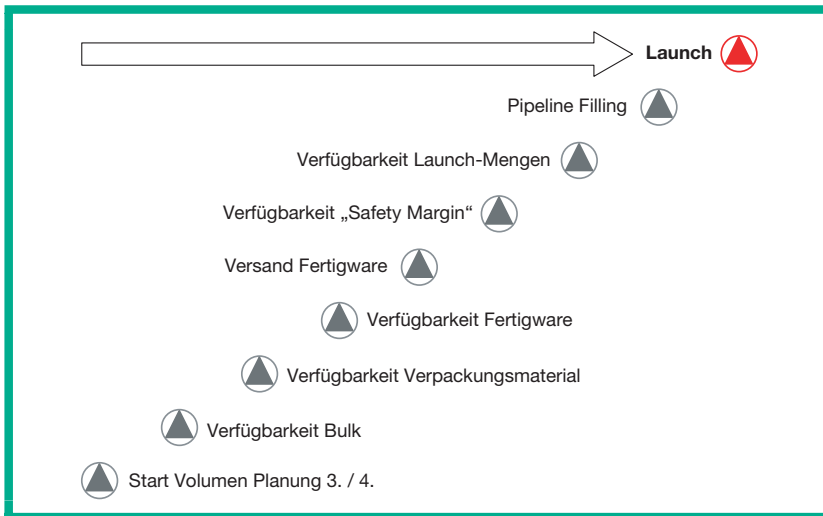 Launch
Pipeline Filling
Verfügbarkeit Launch-Mengen
Verfügbarkeit „Safety Margin“
Versand Fertigware
Verfügbarkeit Fertigware
Verfügbarkeit Verpackungsmaterial
Verfügbarkeit Bulk
Start Volumen Planung 3. / 4.